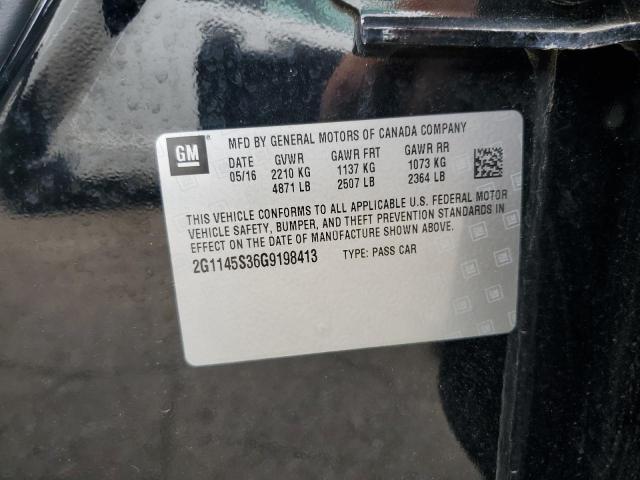 GM
MFD BY GENERAL MOTORS OF CANADA COMPANY
DATE GVWR GAWR FRT GAWR RR
05/16 2210 KG 1137 KG 1073 KG
4871 LB 2507 LB 2364 LB
THIS VEHICLE CONFORMS TO ALL APPLICABLE U.S. FEDERAL MOTOR
VEHICLE SAFETY, BUMPER, AND THEFT PREVENTION STANDARDS IN
EFFECT ON THE DATE OF MANUFACTURE SHOWN ABOVE.
2G1145S36G9198413 TYPE: PASS CAR